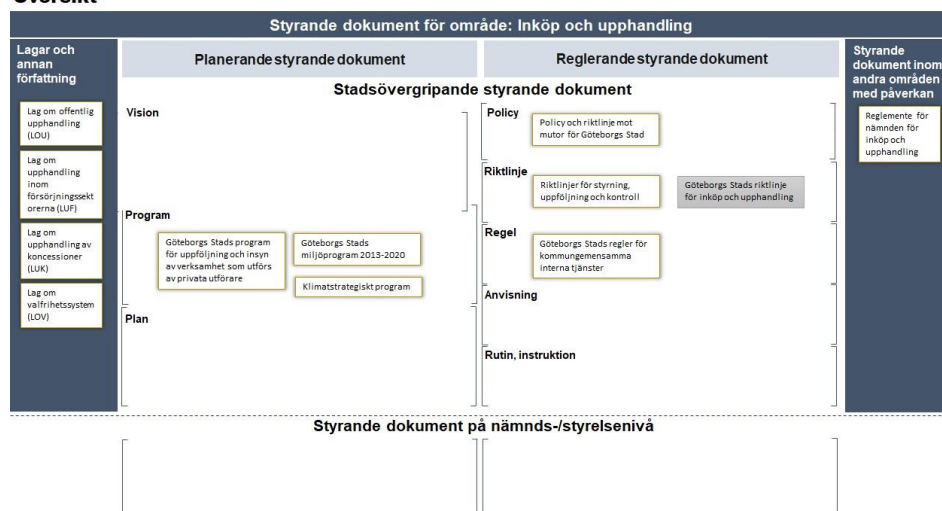 Översikt
Styrande dokument för område: Inköp och upphandling
Lagar och
annan
författning
Lag om offentlig
upphandling
(LOU)
Lag om
upphandling
inom
försörjningssekt
orerna (LUF)
Lag om
upphandling av
koncessioner
(LUK)
Lag om
valfrihetssystem
(LOV)
Planerande styrande dokument
Reglerande styrande dokument
Stadsövergripande styrande dokument
Vision
Program
Göteborgs Stads program
för uppföljning och insyn
av verksamhet som utförs
av privata utförare
Göteborgs Stads
miljöprogram 2013-2020
Klimatstrategiskt program
Plan
Policy
Policy och riktlinje mot
mutor för Göteborgs Stad
Riktlinje
Riktlinjer för styrning,
uppföljning och kontroll
Göteborgs Stads riktlinje
för inköp och upphandling
Regel
Göteborgs Stads regler för
kommungemensamma
interna tjänster
Anvisning
Rutin, instruktion
Styrande
dokument inom
andra områden
med påverkan
Reglemente för
nämnden för
inköp och
upphandling
Styrande dokument på nämnds-/styrelsenivå